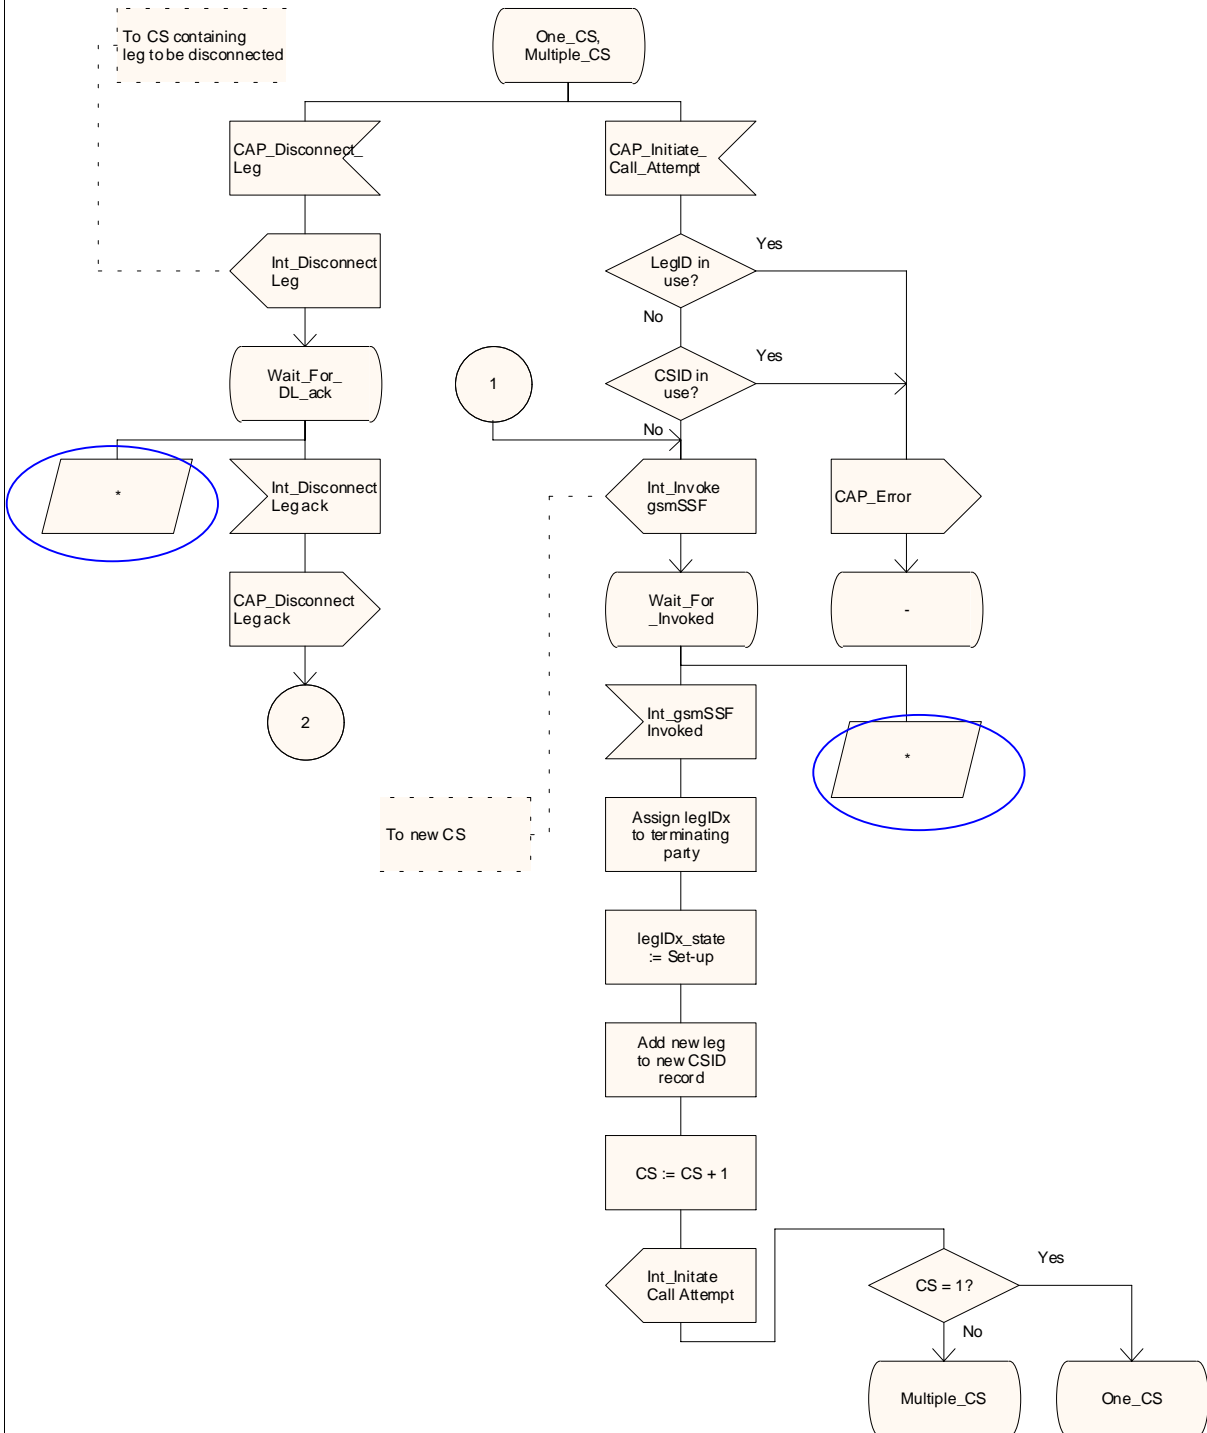 To CS containing
leg to be disconnected
One_CS,
Multiple_CS
CAP_Disconnect_
Leg
CAP_Initiate_
Call_Attempt
Int_Disconnect
Leg
LegID in
use?
Yes
No
Wait_For_
DL_ack
1
CSID in
use?
Yes
No
*
Int_Disconnect
Leg ack
Int_Invoke
gsmSSF
CAP_Error
CAP_Disconnect
Leg ack
Wait_For
_Invoked
-
2
Int_gsmSSF
Invoked
*
To new CS
Assign legIDx
to terminating
party
legIDx_state
:= Set-up
Add new leg
to new CSID
record
CS := CS + 1
Int_Initate
Call Attempt
CS = 1?
Yes
No
Multiple_CS
One_CS